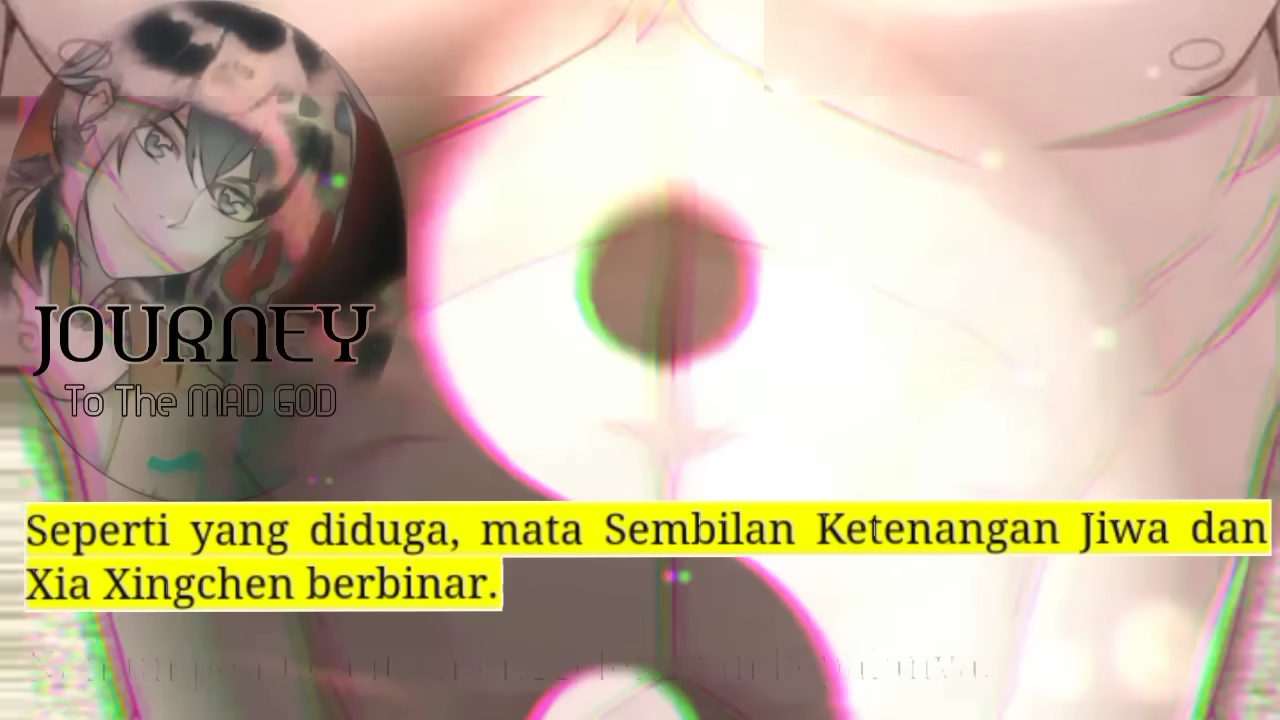 JOURNEY
To The MAD GOD
Seperti yang diduga, mata Sembilan Ketenangan Jiwa dan
Xia Xingchen berbinar.